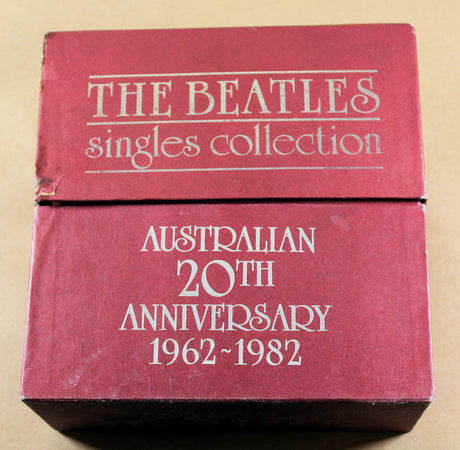 THE BEATLES
singles collection
AUSTRALIAN
20TH
ANNIVERSARY
1962~1982